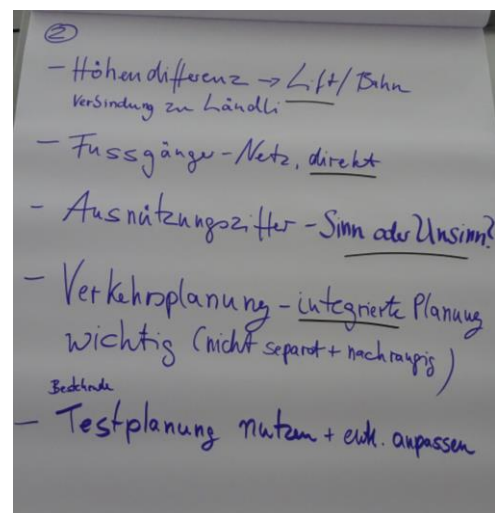 ②
- Höhendifferenz → Lift / Bahn
Verbindung zu Ländli
- Fussgänger-Netz, direkt
- Ausnützungsziffer - Sinn oder Unsinn?
- Verkehrsplanung - integrierte Planung
wichtig (nicht separat + nachrangig)
Bestehende
- Testplanung nutzen + evtl. anpassen